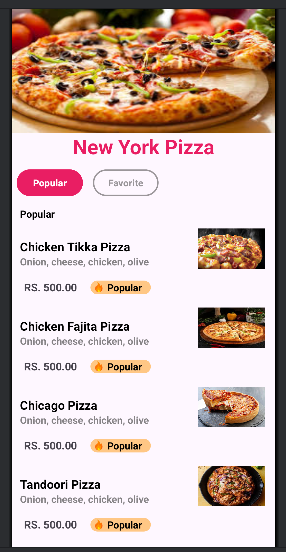 New York Pizza
Popular
Favorite
Popular
Chicken Tikka Pizza
Onion, cheese, chicken, olive
RS. 500.00
Popular
Chicken Fajita Pizza
Onion, cheese, chicken, olive
RS. 500.00
Popular
Chicago Pizza
Onion, cheese, chicken, olive
RS. 500.00
Popular
Tandoori Pizza
Onion, cheese, chicken, olive
RS. 500.00
Popular